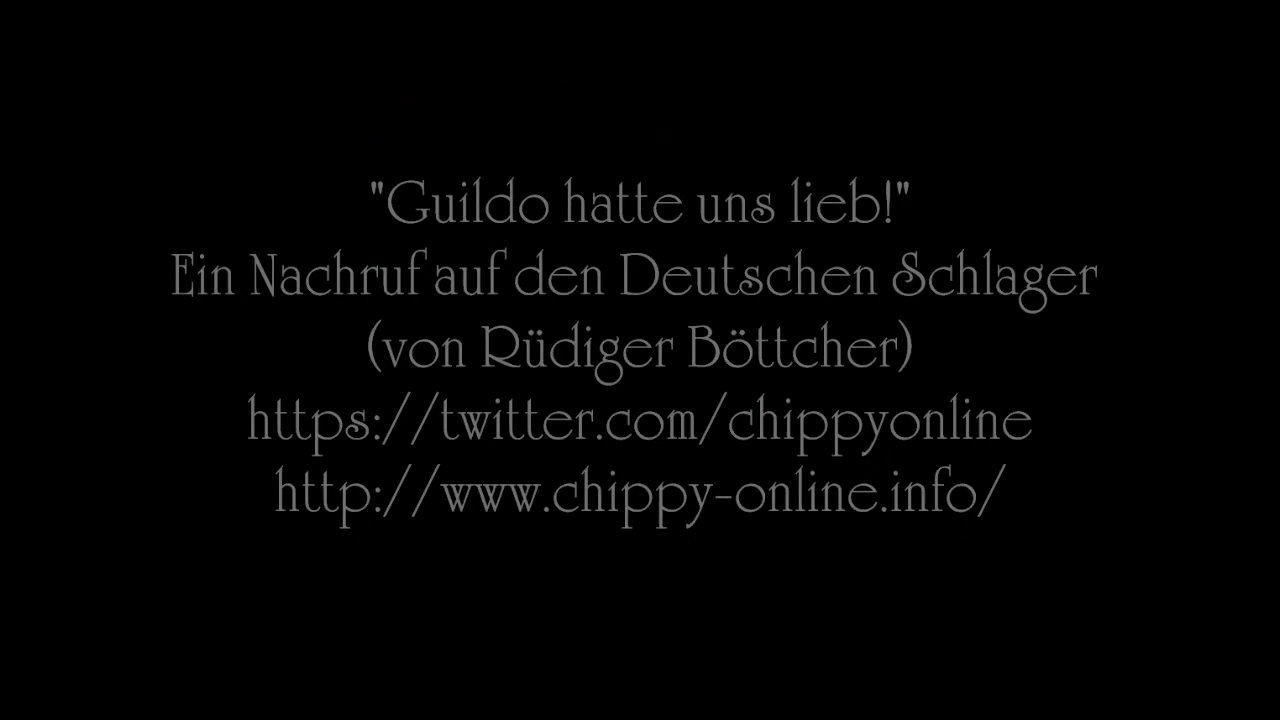 "Guildo hatte uns lieb!"
Ein Nachruf auf den Deutschen Schlager
(von Rüdiger Böttcher)
https://twitter.com/chippyonline
http://www.chippy-online.info/